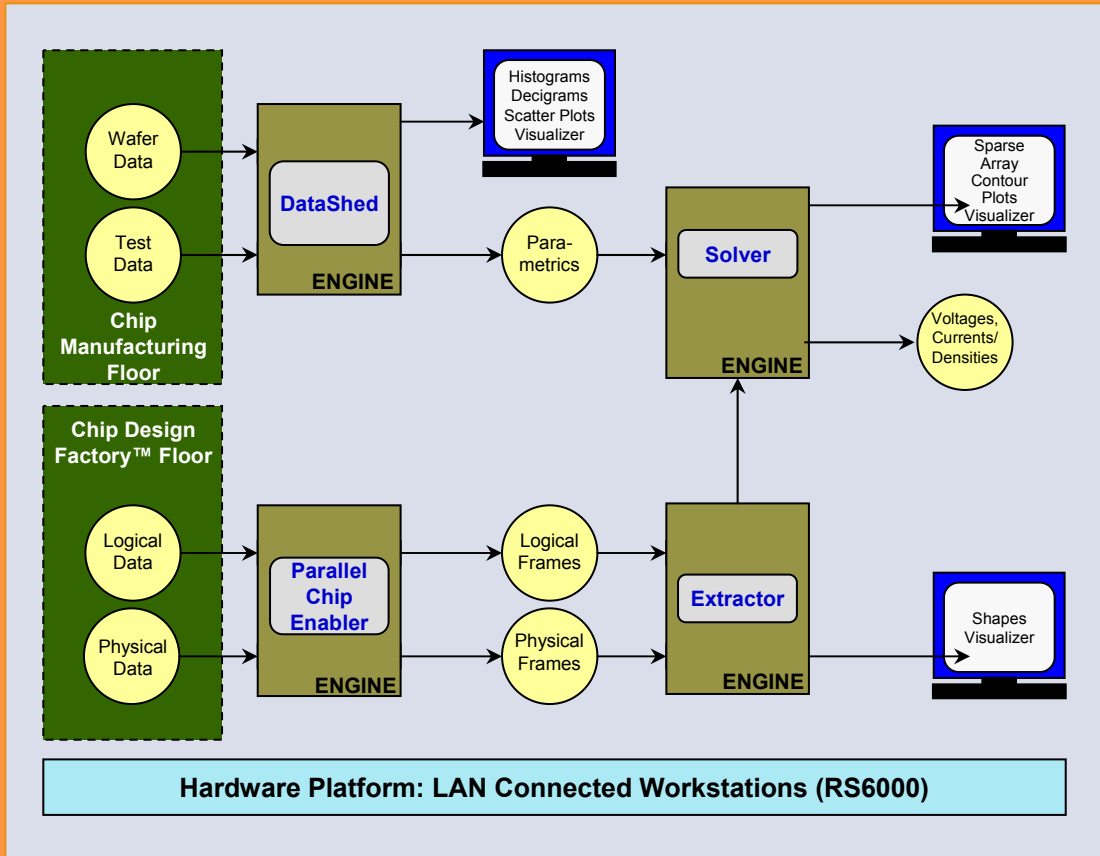 Histograms
Decigrams
Scatter Plots
Visualizer
Wafer
Data
DataShed
Sparse
Array
Contour
Plots
Visualizer
Test
Data
ENGINE
Para-
metrics
Solver
Chip
Manufacturing
Floor
Voltages,
Currents/
Densities
ENGINE
Chip Design
Factory™ Floor
Logical
Data
Parallel
Chip
Enabler
Logical
Frames
Extractor
Physical
Data
ENGINE
Physical
Frames
ENGINE
Shapes
Visualizer
Hardware Platform: LAN Connected Workstations (RS6000)